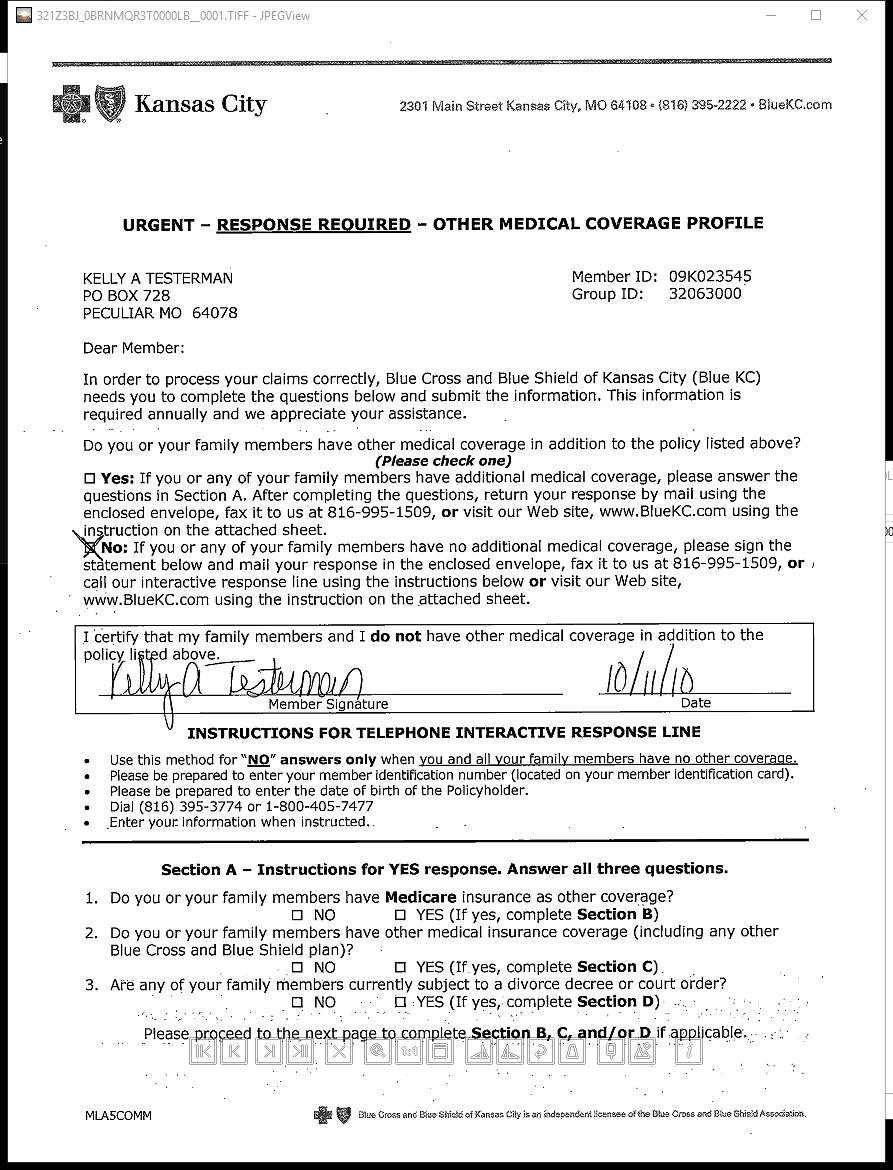 321Z3BJ_0BRNMQR3T0000LB__0001.TIFF - JPEGView
Kansas City
2301 Main Street Kansas City, MO 64108 • (816) 395-2222 • BlueKC.com
URGENT – RESPONSE REQUIRED – OTHER MEDICAL COVERAGE PROFILE
KELLY A TESTERMAN
PO BOX 728
PECULIAR MO 64078
Member ID: 09K023545
Group ID: 32063000
Dear Member:
In order to process your claims correctly, Blue Cross and Blue Shield of Kansas City (Blue KC)
needs you to complete the questions below and submit the information. This information is
required annually and we appreciate your assistance.
Do you or your family members have other medical coverage in addition to the policy listed above?
(Please check one)
☐ Yes: If you or any of your family members have additional medical coverage, please answer the
questions in Section A. After completing the questions, return your response by mail using the
enclosed envelope, fax it to us at 816-995-1509, or visit our Web site, www.BlueKC.com using the
instruction on the attached sheet.
☒ No: If you or any of your family members have no additional medical coverage, please sign the
statement below and mail your response in the enclosed envelope, fax it to us at 816-995-1509, or
call our interactive response line using the instructions below or visit our Web site,
www.BlueKC.com using the instruction on the attached sheet.
I certify that my family members and I do not have other medical coverage in addition to the
policy listed above.
Kelly A Testerman 10/11/10
Member Signature Date
INSTRUCTIONS FOR TELEPHONE INTERACTIVE RESPONSE LINE
• Use this method for "NO" answers only when you and all your family members have no other coverage.
• Please be prepared to enter your member identification number (located on your member identification card).
• Please be prepared to enter the date of birth of the Policyholder.
• Dial (816) 395-3774 or 1-800-405-7477
• Enter your information when instructed.
Section A – Instructions for YES response. Answer all three questions.
1. Do you or your family members have Medicare insurance as other coverage?
☐ NO ☐ YES (If yes, complete Section B)
2. Do you or your family members have other medical insurance coverage (including any other
Blue Cross and Blue Shield plan)?
☐ NO ☐ YES (If yes, complete Section C)
3. Are any of your family members currently subject to a divorce decree or court order?
☐ NO ☐ YES (If yes, complete Section D)
Please proceed to the next page to complete Section B, C, and/or D if applicable.
1:1
MLA5COMM
Blue Cross and Blue Shield of Kansas City is an independent licensee of the Blue Cross and Blue Shield Association.